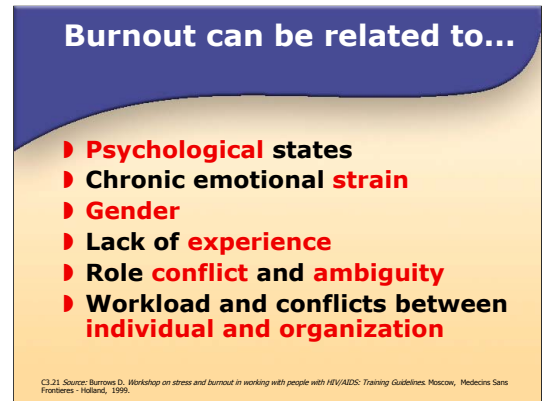 Burnout can be related to...
Psychological states
Chronic emotional strain
Gender
Lack of experience
Role conflict and ambiguity
Workload and conflicts between
individual and organization
C3.21 Source: Burrows D. Workshop on stress and burnout in working with people with HIV/AIDS: Training Guidelines. Moscow, Medecins Sans
Frontieres - Holland, 1999.